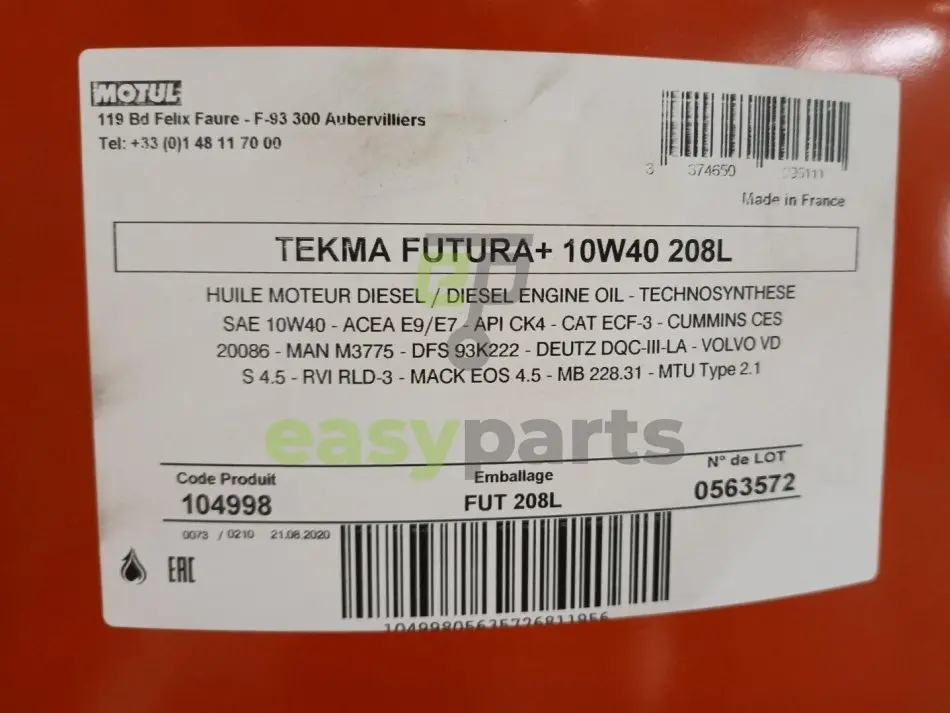 MOTUL
119 Bd Felix Faure - F-93 300 Aubervilliers
Tel: +33 (0)1 48 11 70 00
3 374650
Made in France
TEKMA FUTURA+ 10W40 208L
HUILE MOTEUR DIESEL / DIESEL ENGINE OIL - TECHNOSYNTHESE
SAE 10W40 - ACEA E9/E7 - API CK4 - CAT ECF-3 - CUMMINS CES
20086 - MAN M3775 - DFS 93K222 - DEUTZ DQC-III-LA - VOLVO VD
S 4.5 - RVI RLD-3 - MACK EOS 4.5 - MB 228.31 - MTU Type 2.1
easyparts
Code Produit
104998
Emballage
FUT 208L
N° de LOT
0563572
0073 / 0210 21.08.2020
EAC